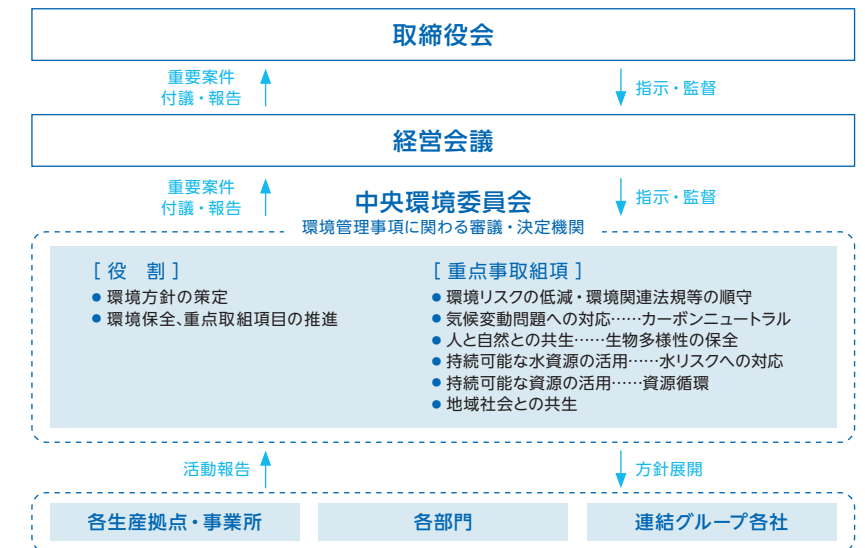 取締役会
重要案件
付議・報告
指示・監督
経営会議
重要案件
付議・報告
中央環境委員会
指示・監督
環境管理事項に関わる審議・決定機関
[ 役　割 ]
● 環境方針の策定
● 環境保全、重点取組項目の推進
[ 重点事取組項 ]
● 環境リスクの低減・環境関連法規等の順守
● 気候変動問題への対応……カーボンニュートラル
● 人と自然との共生……生物多様性の保全
● 持続可能な水資源の活用……水リスクへの対応
● 持続可能な資源の活用……資源循環
● 地域社会との共生
活動報告
方針展開
各生産拠点・事業所
各部門
連結グループ各社